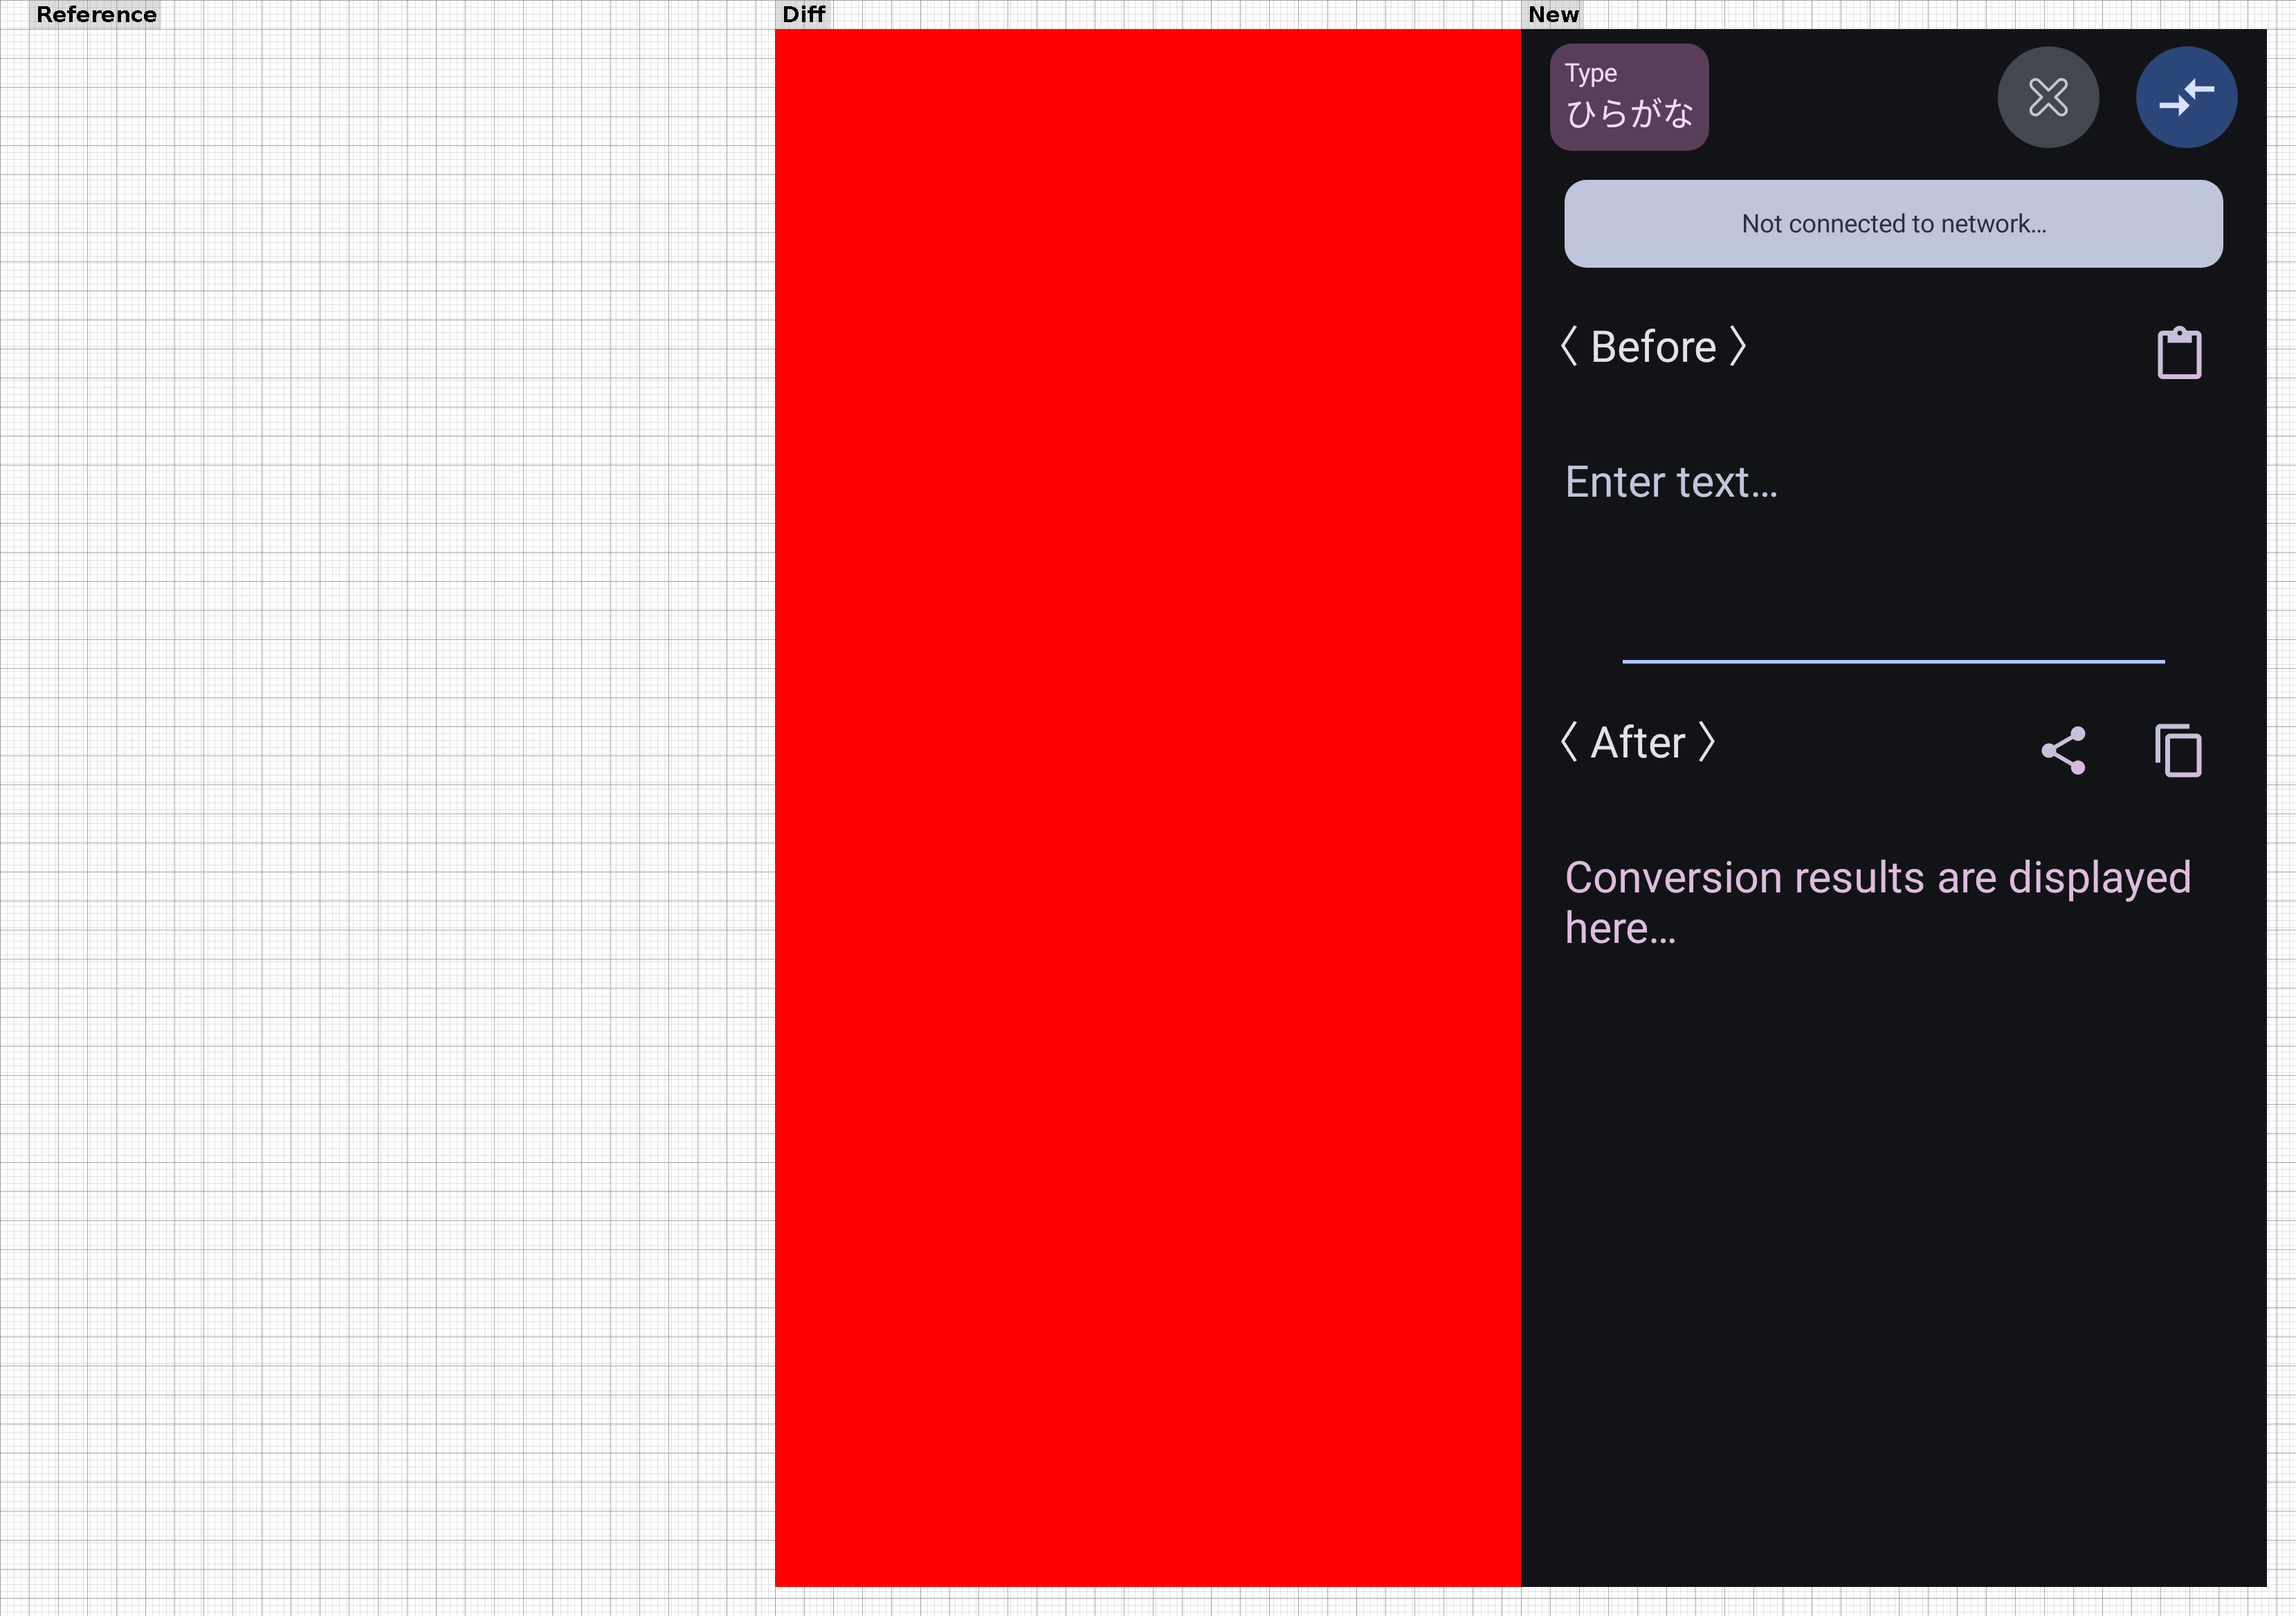 Reference
Diff
New
Type
ひらがな
Not connected to network…
〈 Before 〉
Enter text…
〈 After 〉
Conversion results are displayed
here…